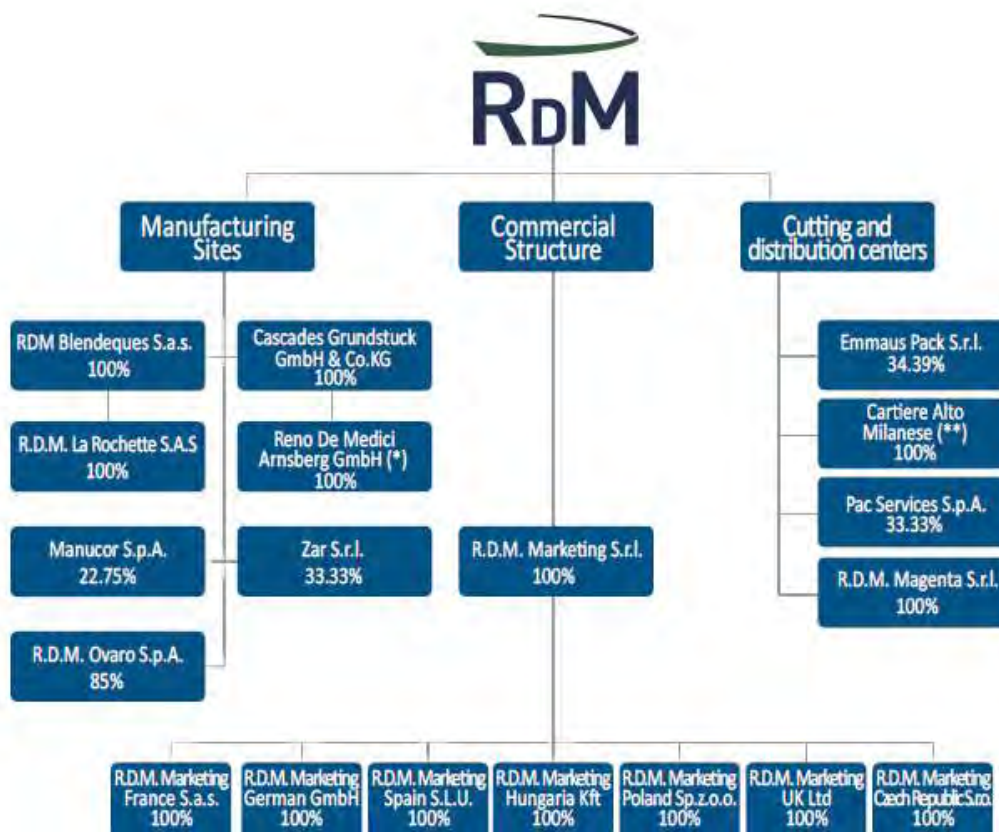 RDM
Manufacturing
Sites
Commercial
Structure
Cutting and
distribution centers
RDM Blendeques S.a.s.
100%
Cascades Grundstuck
GmbH & Co.KG
100%
R.D.M. La Rochette S.A.S
100%
Reno De Medici
Arnsberg GmbH (*)
100%
Manucor S.p.A.
22.75%
Zar S.r.l.
33.33%
R.D.M. Ovaro S.p.A.
85%
R.D.M. Marketing S.r.l.
100%
Emmaus Pack S.r.l.
34.39%
Cartiere Alto
Milanese (**)
100%
Pac Services S.p.A.
33.33%
R.D.M. Magenta S.r.l.
100%
R.D.M. Marketing
France S.a.s.
100%
R.D.M. Marketing
German GmbH
100%
R.D.M. Marketing
Spain S.L.U.
100%
R.D.M. Marketing
Hungaria Kft
100%
R.D.M. Marketing
Poland Sp.z.o.o.
100%
R.D.M. Marketing
UK Ltd
100%
R.D.M. Marketing
Czech Republic S.r.o.
100%